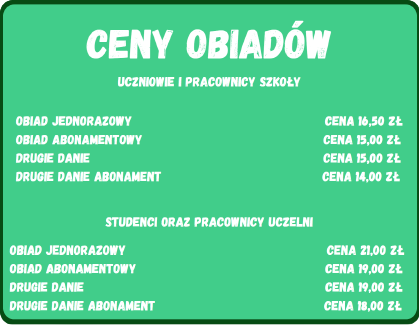 CENY OBIADÓW
UCZNIOWIE I PRACOWNICY SZKOŁY
OBIAD JEDNORAZOWY CENA 16,50 ZŁ
OBIAD ABONAMENTOWY CENA 15,00 ZŁ
DRUGIE DANIE CENA 15,00 ZŁ
DRUGIE DANIE ABONAMENT CENA 14,00 ZŁ
STUDENCI ORAZ PRACOWNICY UCZELNI
OBIAD JEDNORAZOWY CENA 21,00 ZŁ
OBIAD ABONAMENTOWY CENA 19,00 ZŁ
DRUGIE DANIE CENA 19,00 ZŁ
DRUGIE DANIE ABONAMENT CENA 18,00 ZŁ